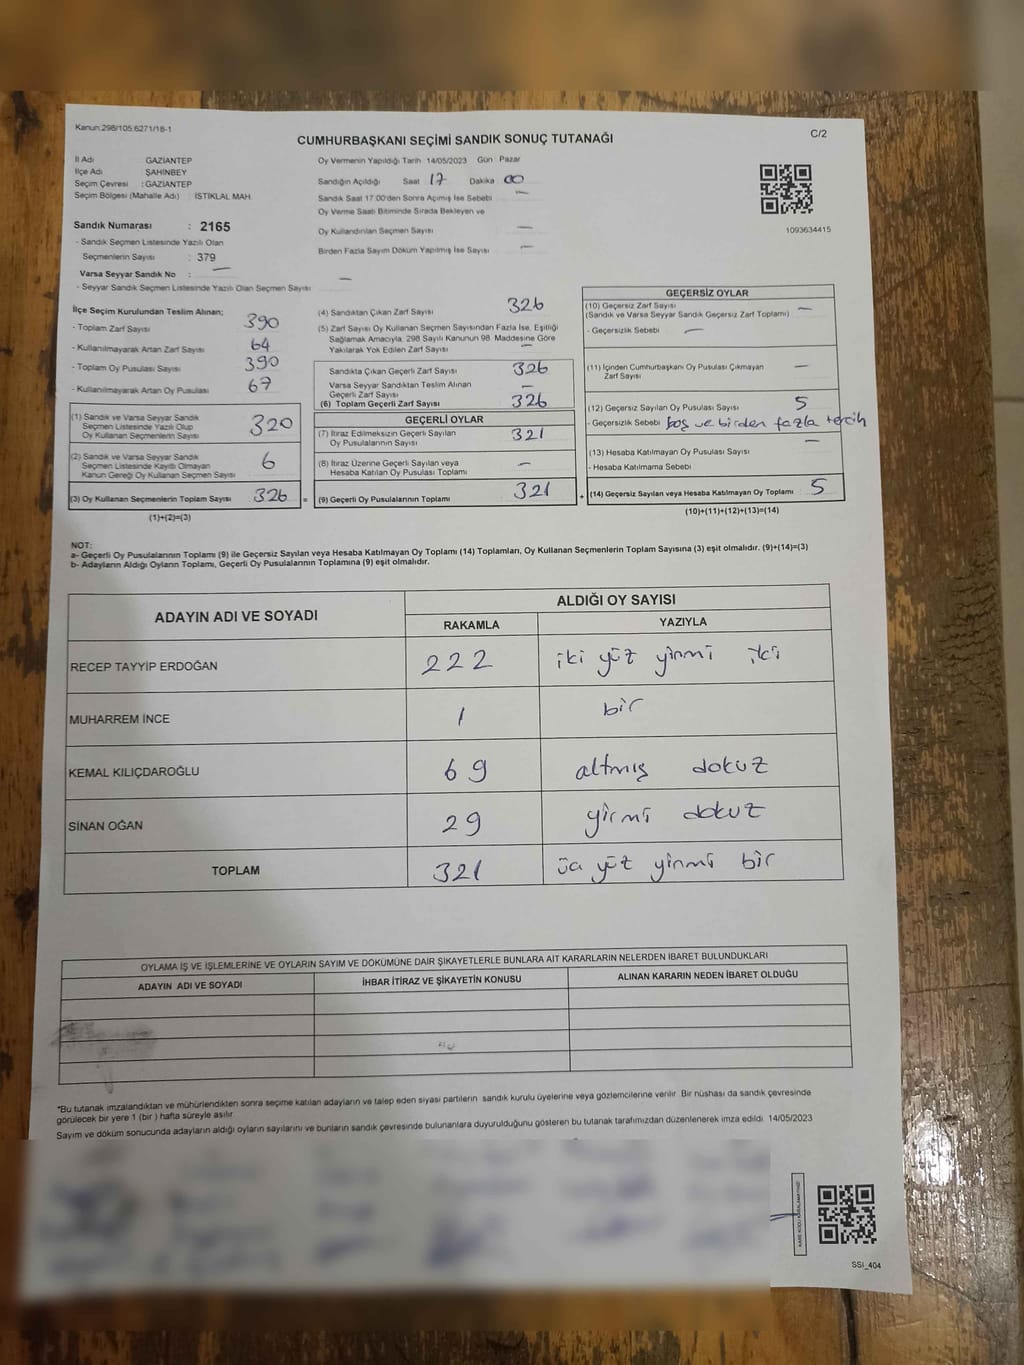 Kanun:298/105.6271/18-1
C/2
CUMHURBAŞKANI SEÇİMİ SANDIK SONUÇ TUTANAĞI
İl Adı GAZİANTEP
İlçe Adı ŞAHİNBEY
Seçim Çevresi : GAZİANTEP
Seçim Bölgesi (Mahalle Adı) : İSTİKLAL MAH.
Sandık Numarası : 2165
- Sandık Seçmen Listesinde Yazılı Olan
Seçmenlerin Sayısı : 379
Varsa Seyyar Sandık No : —
- Seyyar Sandık Seçmen Listesinde Yazılı Olan Seçmen Sayısı —
Oy Vermenin Yapıldığı Tarih 14/05/2023 Gün Pazar
Sandığın Açıldığı Saat 17 Dakika 00
Sandık Saat 17:00'den Sonra Açımış İse Sebebi —
Oy Verme Saati Bitiminde Sırada Bekleyen ve
Oy Kullandırılan Seçmen Sayısı —
Birden Fazla Sayım Döküm Yapılmış İse Sayısı —
1093634415
İlçe Seçim Kurulundan Teslim Alınan;
- Toplam Zarf Sayısı 390
- Kullanılmayarak Artan Zarf Sayısı 64
- Toplam Oy Pusulası Sayısı 390
- Kullanılmayarak Artan Oy Pusulası 67
(1) Sandık ve Varsa Seyyar Sandık
Seçmen Listesinde Yazılı Olup
Oy Kullanan Seçmenlerin Sayısı 320
(2) Sandık ve Varsa Seyyar Sandık
Seçmen Listesinde Kayıtlı Olmayan
Kanun Gereği Oy Kullanan Seçmen Sayısı 6
(3) Oy Kullanan Seçmenlerin Toplam Sayısı 326 =
(1)+(2)=(3)
(4) Sandıktan Çıkan Zarf Sayısı 326
(5) Zarf Sayısı Oy Kullanan Seçmen Sayısından Fazla İse, Eşitliği
Sağlamak Amacıyla; 298 Sayılı Kanunun 98. Maddesine Göre
Yakılarak Yok Edilen Zarf Sayısı —
Sandıkta Çıkan Geçerli Zarf Sayısı 326
Varsa Seyyar Sandıktan Teslim Alınan
Geçerli Zarf Sayısı —
(6) Toplam Geçerli Zarf Sayısı 326
GEÇERLİ OYLAR
(7) İtiraz Edilmeksizin Geçerli Sayılan
Oy Pusulasının Sayısı 321
(8) İtiraz Üzerine Geçerli Sayılan veya
Hesaba Katılan Oy Pusulası Toplamı —
(9) Geçerli Oy Pusulalarının Toplamı 321 +
GEÇERSİZ OYLAR
(10) Geçersiz Zarf Sayısı
(Sandık ve Varsa Seyyar Sandık Geçersiz Zarf Toplamı) —
- Geçersizlik Sebebi —
(11) İçinden Cumhurbaşkanı Oy Pusulası Çıkmayan
Zarf Sayısı —
(12) Geçersiz Sayılan Oy Pusulası Sayısı 5
- Geçersizlik Sebebi boş ve birden fazla tercih
(13) Hesaba Katılmayan Oy Pusulası Sayısı —
- Hesaba Katılmama Sebebi
(14) Geçersiz Sayılan veya Hesaba Katılmayan Oy Toplamı 5
(10)+(11)+(12)+(13)=(14)
NOT:
a- Geçerli Oy Pusulalarının Toplamı (9) ile Geçersiz Sayılan veya Hesaba Katılmayan Oy Toplamı (14) Toplamları, Oy Kullanan Seçmenlerin Toplam Sayısına (3) eşit olmalıdır. (9)+(14)=(3)
b- Adayların Aldığı Oyların Toplamı, Geçerli Oy Pusulalarının Toplamına (9) eşit olmalıdır.
ADAYIN ADI VE SOYADI
ALDIĞI OY SAYISI
RAKAMLA YAZIYLA
RECEP TAYYİP ERDOĞAN 222 iki yüz yirmi iki
MUHARREM İNCE 1 bir
KEMAL KILIÇDAROĞLU 69 altmış dokuz
SİNAN OĞAN 29 yirmi dokuz
TOPLAM 321 üç yüz yirmi bir
OYLAMA İŞ VE İŞLEMLERİNE VE OYLARIN SAYIM VE DÖKÜMÜNE DAİR ŞİKAYETLERLE BUNLARA AİT KARARLARIN NELERDEN İBARET BULUNDUKLARI
ADAYIN ADI VE SOYADI İHBAR İTİRAZ VE ŞİKAYETİN KONUSU ALINAN KARARIN NEDEN İBARET OLDUĞU
*Bu tutanak imzalandıktan ve mühürlendikten sonra seçime katılan adayların ve talep eden siyasi partilerin sandık kurulu üyelerine veya gözlemcilerine verilir. Bir nüshası da sandık çevresinde
görülecek bir yere 1 (bir ) hafta süreyle asılır.
Sayım ve döküm sonucunda adayların aldığı oyların sayılarını ve bunların sandık çevresinde bulunanlara duyurulduğunu gösteren bu tutanak tarafımızdan düzenlenerek imza edildi. 14/05/2023
SSI_404